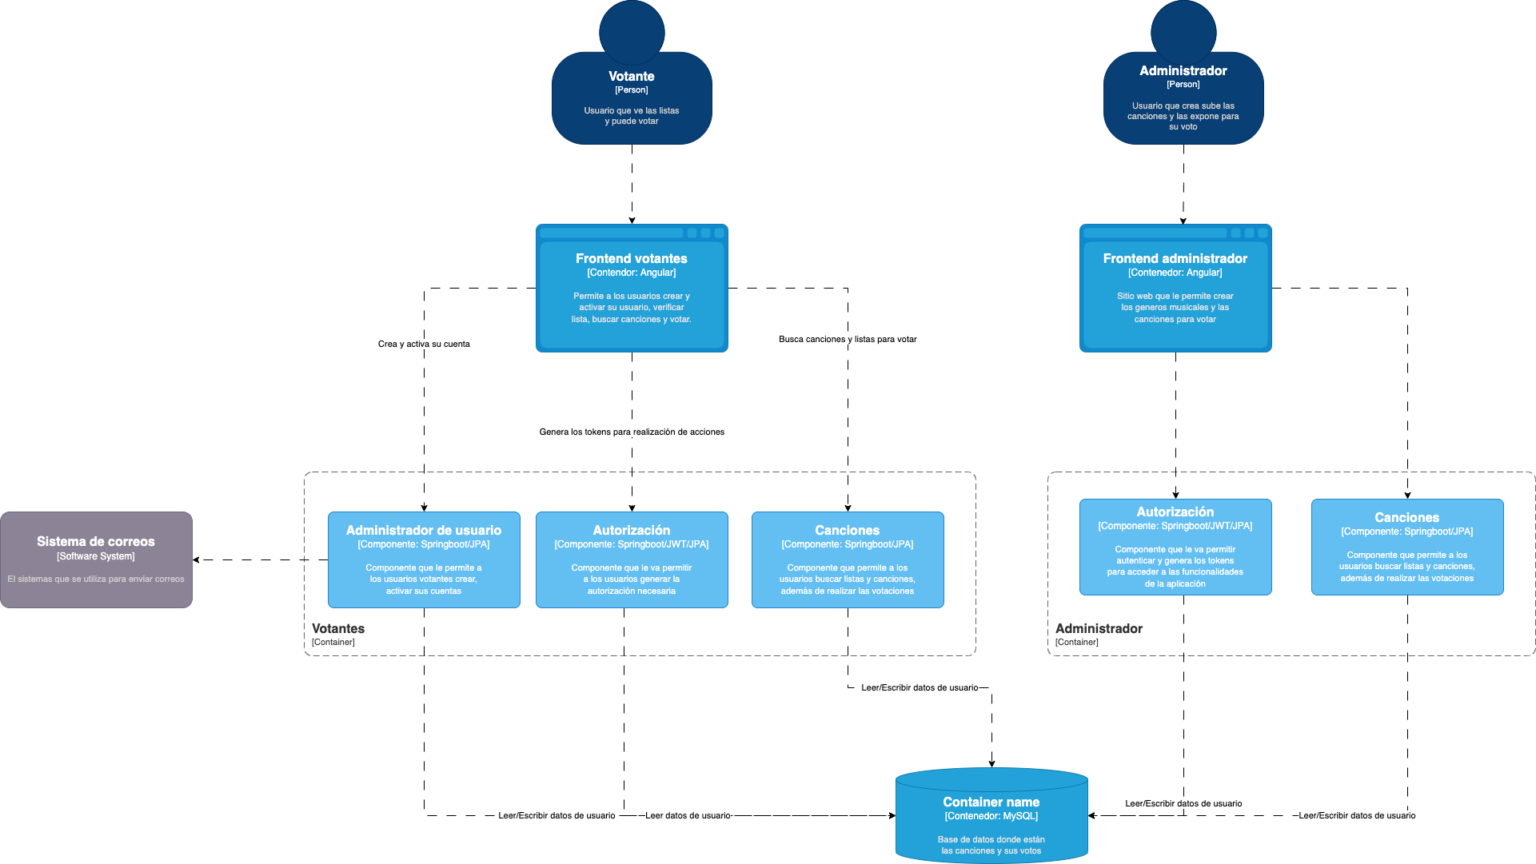 Votante
[Person]
Usuario que ve las listas
y puede votar
Administrador
[Person]
Usuario que crea sube las
canciones y las expone para
su voto
Frontend votantes
[Contendor: Angular]
Permite a los usuarios crear y
activar su usuario, verificar
lista, buscar canciones y votar.
Frontend administrador
[Contenedor: Angular]
Sitio web que le permite crear
los generos musicales y las
canciones para votar
Crea y activa su cuenta
Busca canciones y listas para votar
Genera los tokens para realización de acciones
Sistema de correos
[Software System]
El sistemas que se utiliza para enviar correos
Administrador de usuario
[Componente: Springboot/JPA]
Componente que le permite a
los usuarios votantes crear,
activar sus cuentas
Autorización
[Componente: Springboot/JWT/JPA]
Componente que le va permitir
a los usuarios generar la
autorización necesaria
Canciones
[Componente: Springboot/JPA]
Componente que permite a los
usuarios buscar listas y canciones,
además de realizar las votaciones
Votantes
[Container]
Autorización
[Componente: Springboot/JWT/JPA]
Componente que le va permitir
autenticar y genera los tokens
para acceder a las funcionalidades
de la aplicación
Canciones
[Componente: Springboot/JPA]
Componente que permite a los
usuarios buscar listas y canciones,
además de realizar las votaciones
Administrador
[Container]
Leer/Escribir datos de usuario
Leer/Escribir datos de usuario
Leer datos de usuario
Container name
[Contenedor: MySQL]
Base de datos donde están
las canciones y sus votos
Leer/Escribir datos de usuario
Leer/Escribir datos de usuario